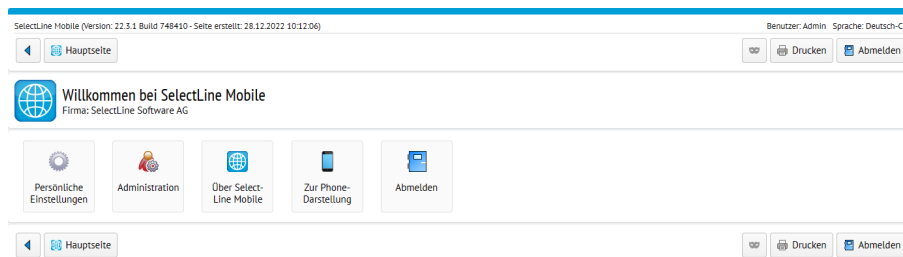 SelectLine Mobile (Version: 22.3.1 Build 748410 - Seite erstellt: 28.12.2022 10:12:06) Benutzer: Admin Sprache: Deutsch-C
Hauptseite Drucken Abmelden
Willkommen bei SelectLine Mobile
Firma: SelectLine Software AG
Persönliche Administration Über Select- Zur Phone- Abmelden
Einstellungen Line Mobile Darstellung
Hauptseite Drucken Abmelden